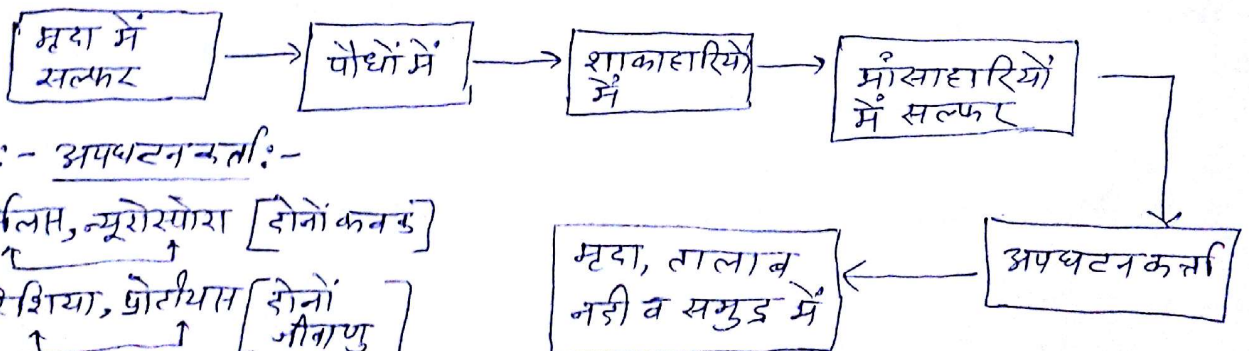 मृदा में
सल्फर
पौधों में
शाकाहारियों
में
मांसाहारियों
में सल्फर
:- अपघटनकर्ता:-
लिस, न्यूरोस्पोरा [दोनों कवक]
शिया, प्रोटीयस [दोनों
जीवाणु]
अपघटनकर्त्ता
मृदा, तालाब
नदी व समुद्र में